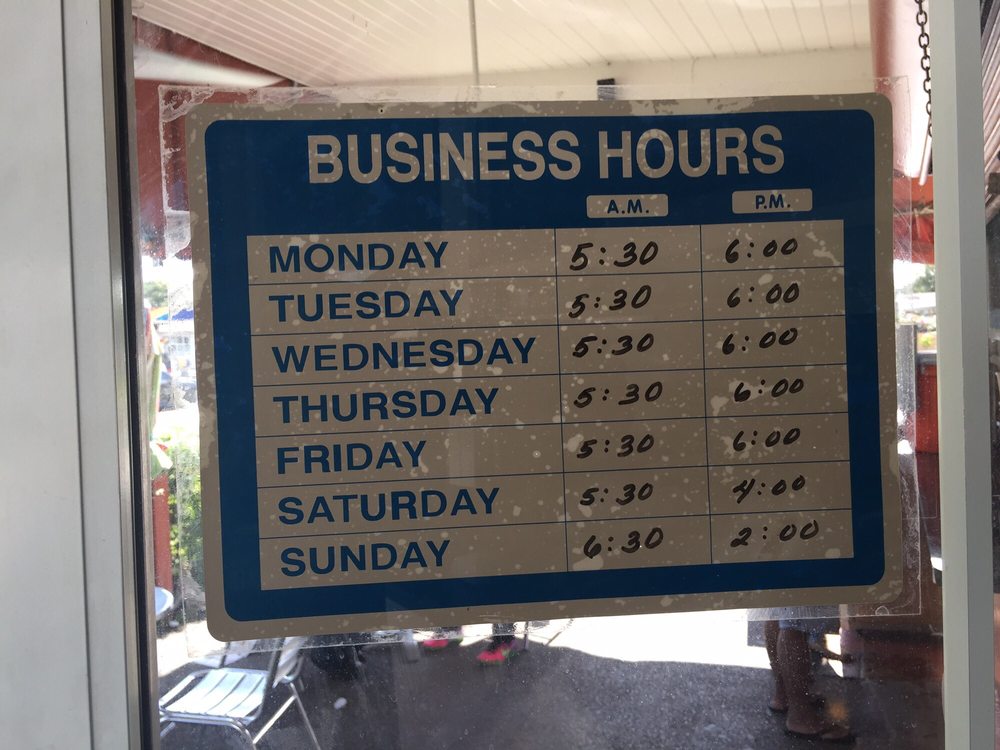 BUSINESS HOURS
A.M. P.M.
MONDAY 5:30 6:00
TUESDAY 5:30 6:00
WEDNESDAY 5:30 6:00
THURSDAY 5:30 6:00
FRIDAY 5:30 6:00
SATURDAY 5:30 4:00
SUNDAY 6:30 2:00